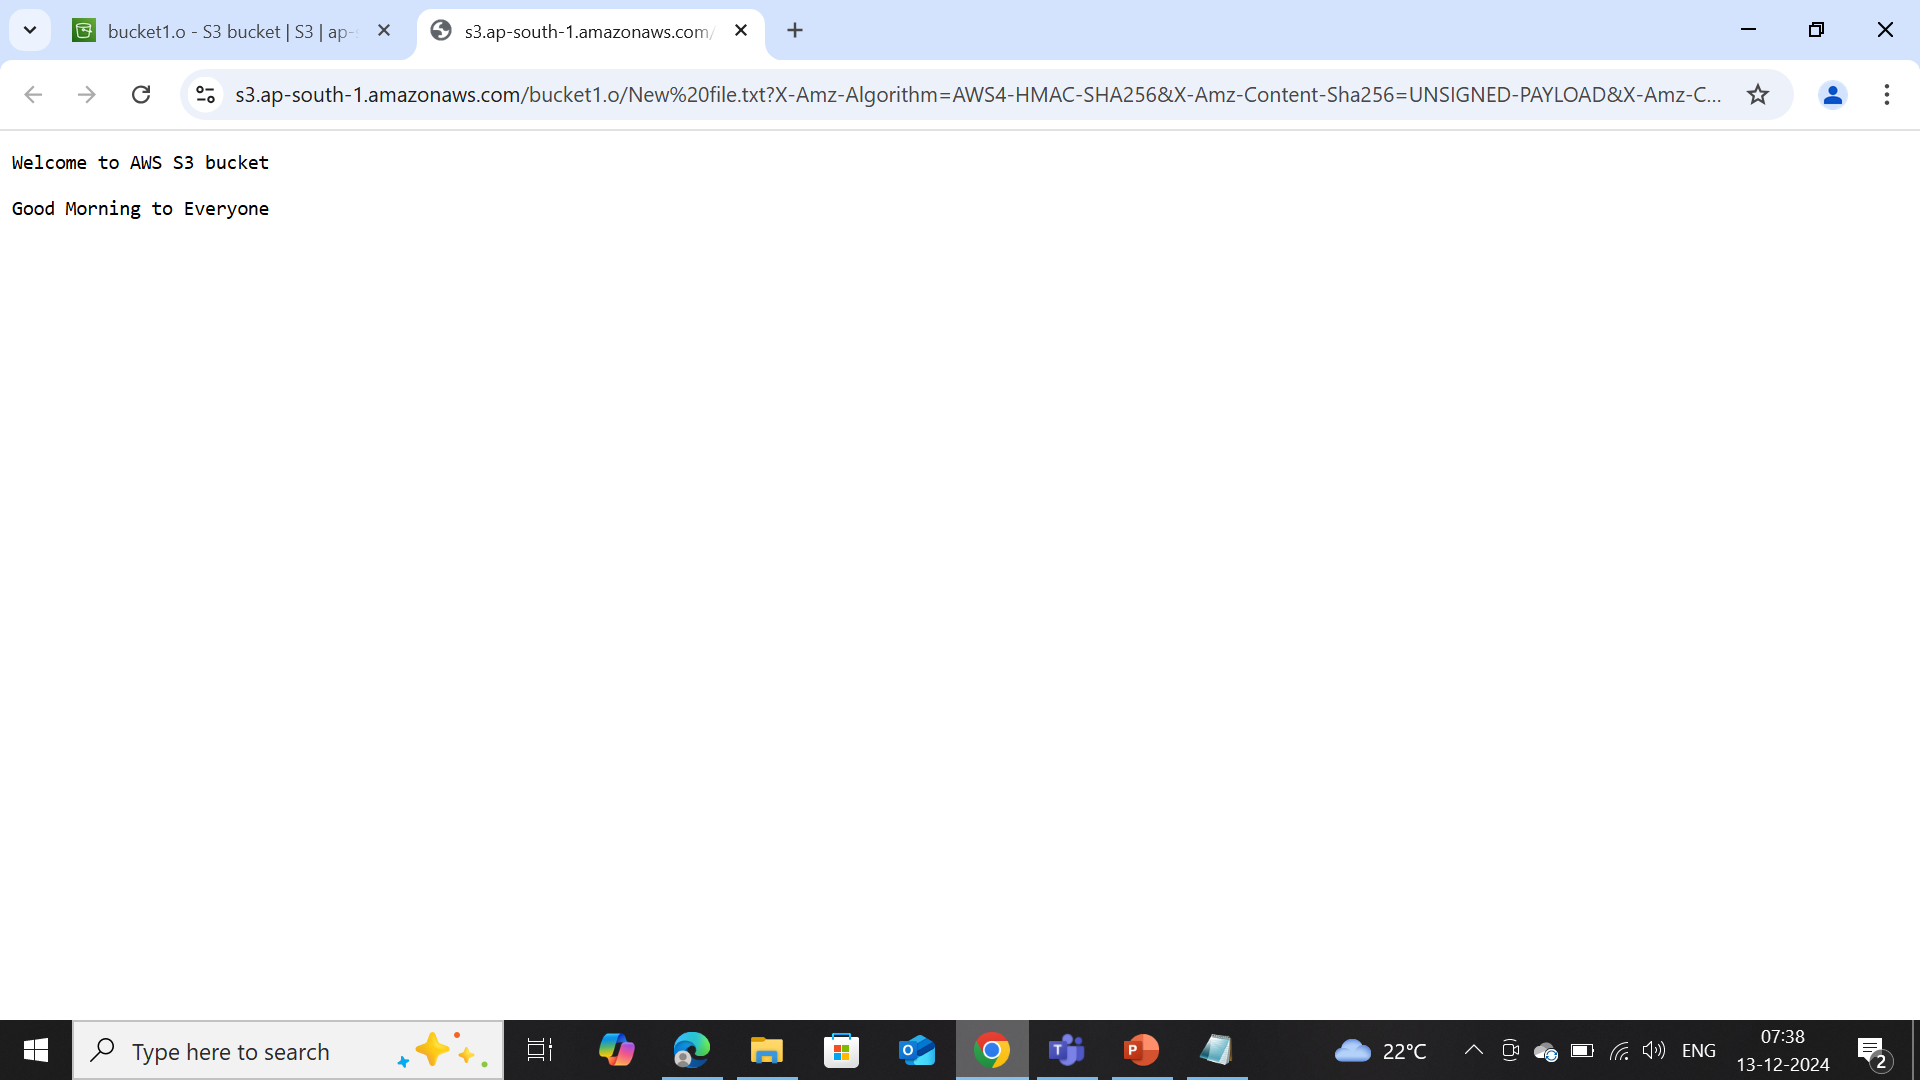 bucket1.o - S3 bucket | S3 | ap-s
s3.ap-south-1.amazonaws.com/
s3.ap-south-1.amazonaws.com/bucket1.o/New%20file.txt?X-Amz-Algorithm=AWS4-HMAC-SHA256&X-Amz-Content-Sha256=UNSIGNED-PAYLOAD&X-Amz-C...
Welcome to AWS S3 bucket
Good Morning to Everyone
Type here to search
22°C
ENG
07:38
13-12-2024
2